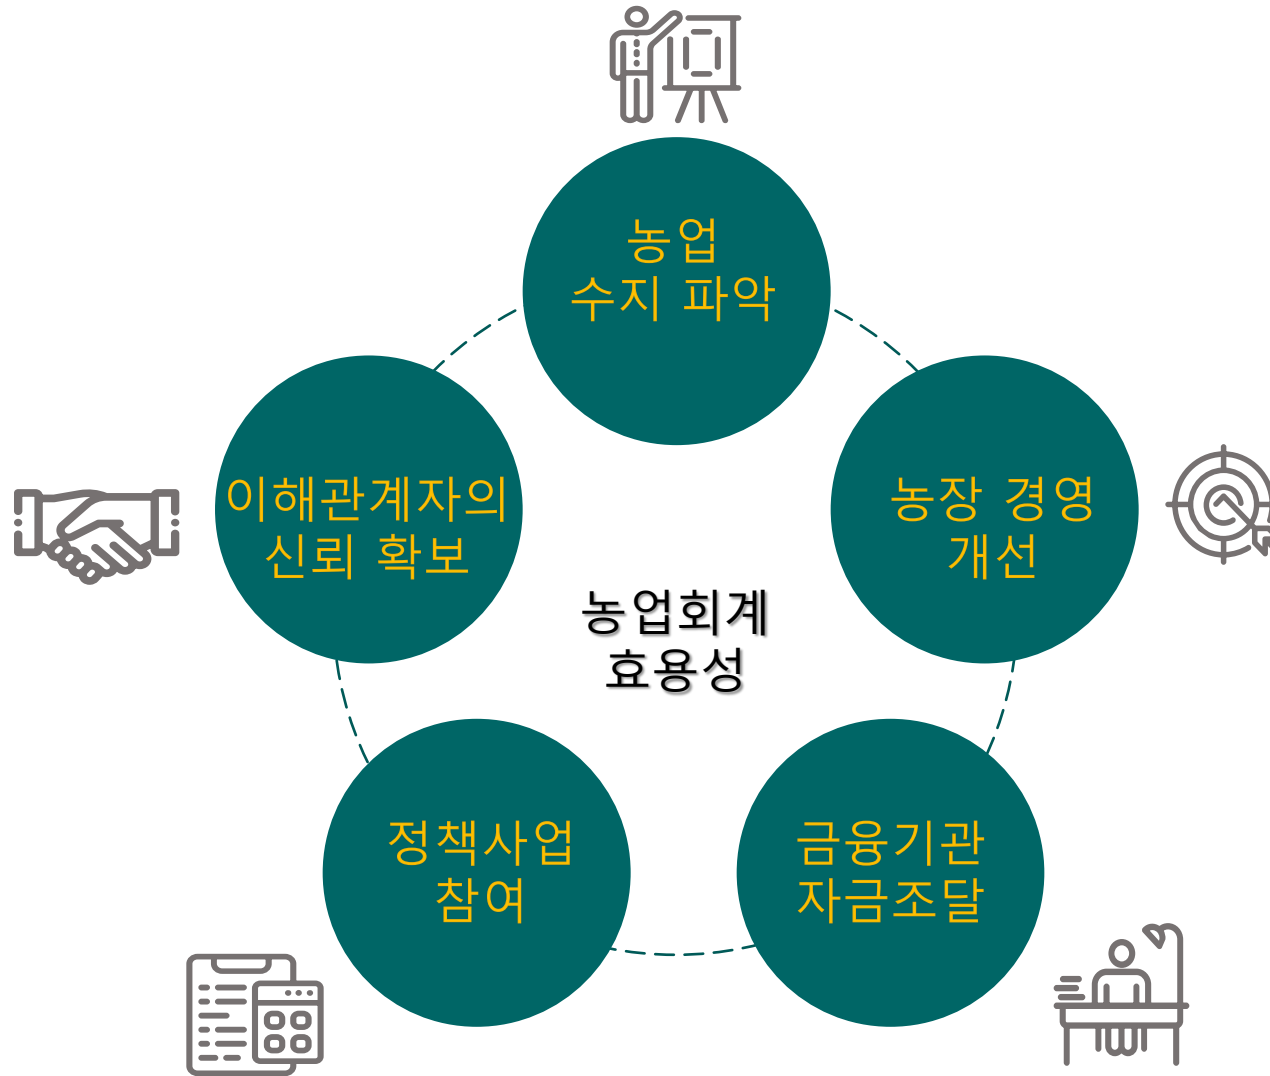 농업
수지 파악
이해관계자의
신뢰 확보
농장 경영
개선
농업회계
효용성
정책사업
참여
금융기관
자금조달